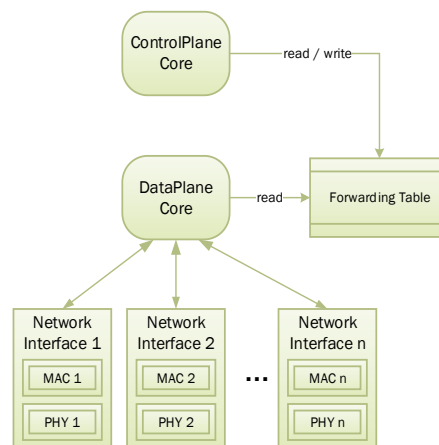 ControlPlane
Core
read / write
DataPlane
Core
read
Forwarding Table
Network
Interface 1
MAC 1
PHY 1
Network
Interface 2
MAC 2
PHY 2
...
Network
Interface n
MAC n
PHY n